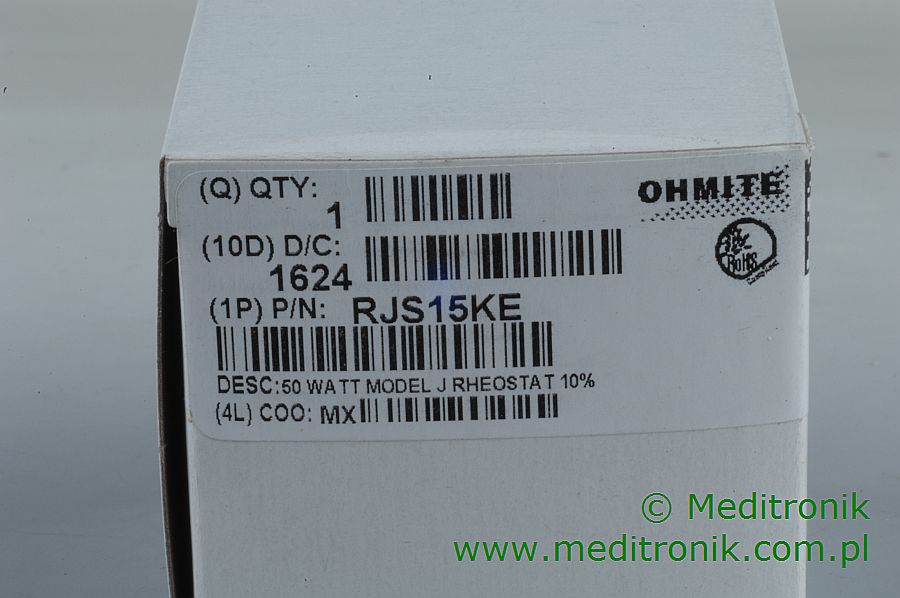 (Q) QTY:
1
OHMITE
(10D) D/C:
1624
RoHS
(1P) P/N: RJS15KE
DESC:50 WATT MODEL J RHEOSTAT 10%
(4L) COO: MX
© Meditronik
www.meditronik.com.pl